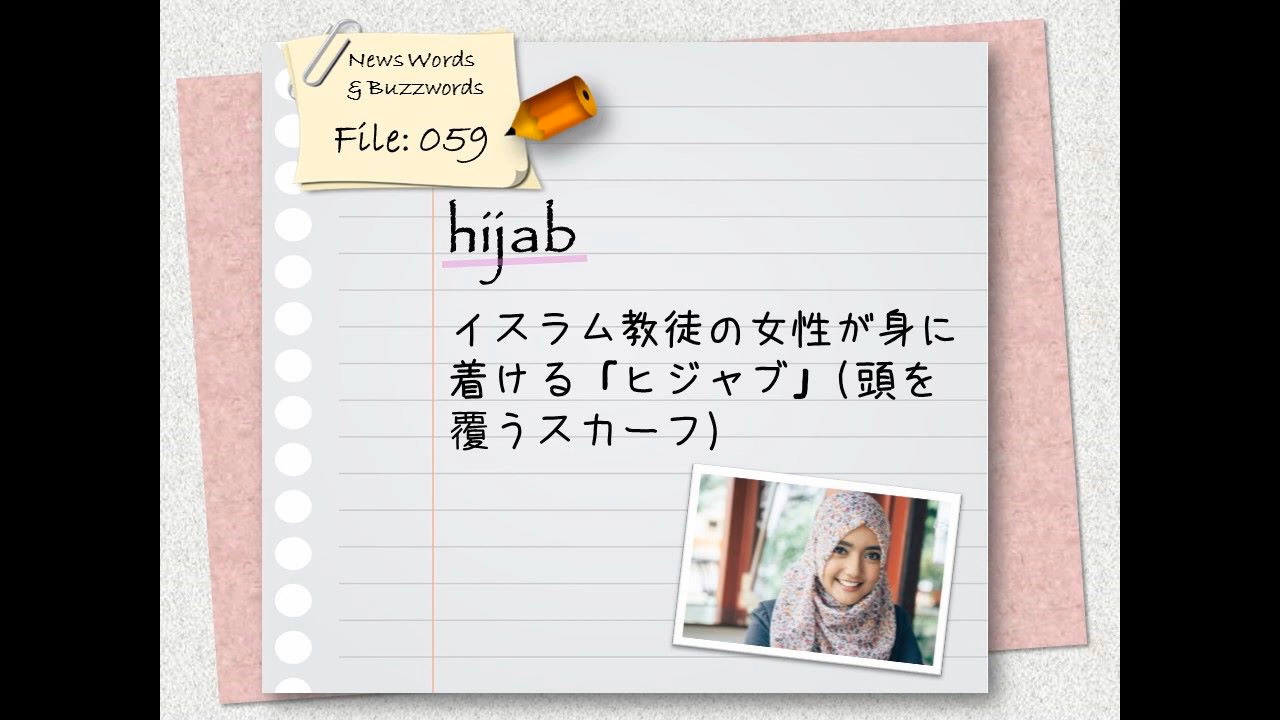 News Words
& Buzzwords
File: 059
hijab
イスラム教徒の女性が身に
着ける「ヒジャブ」(頭を
覆うスカーフ)